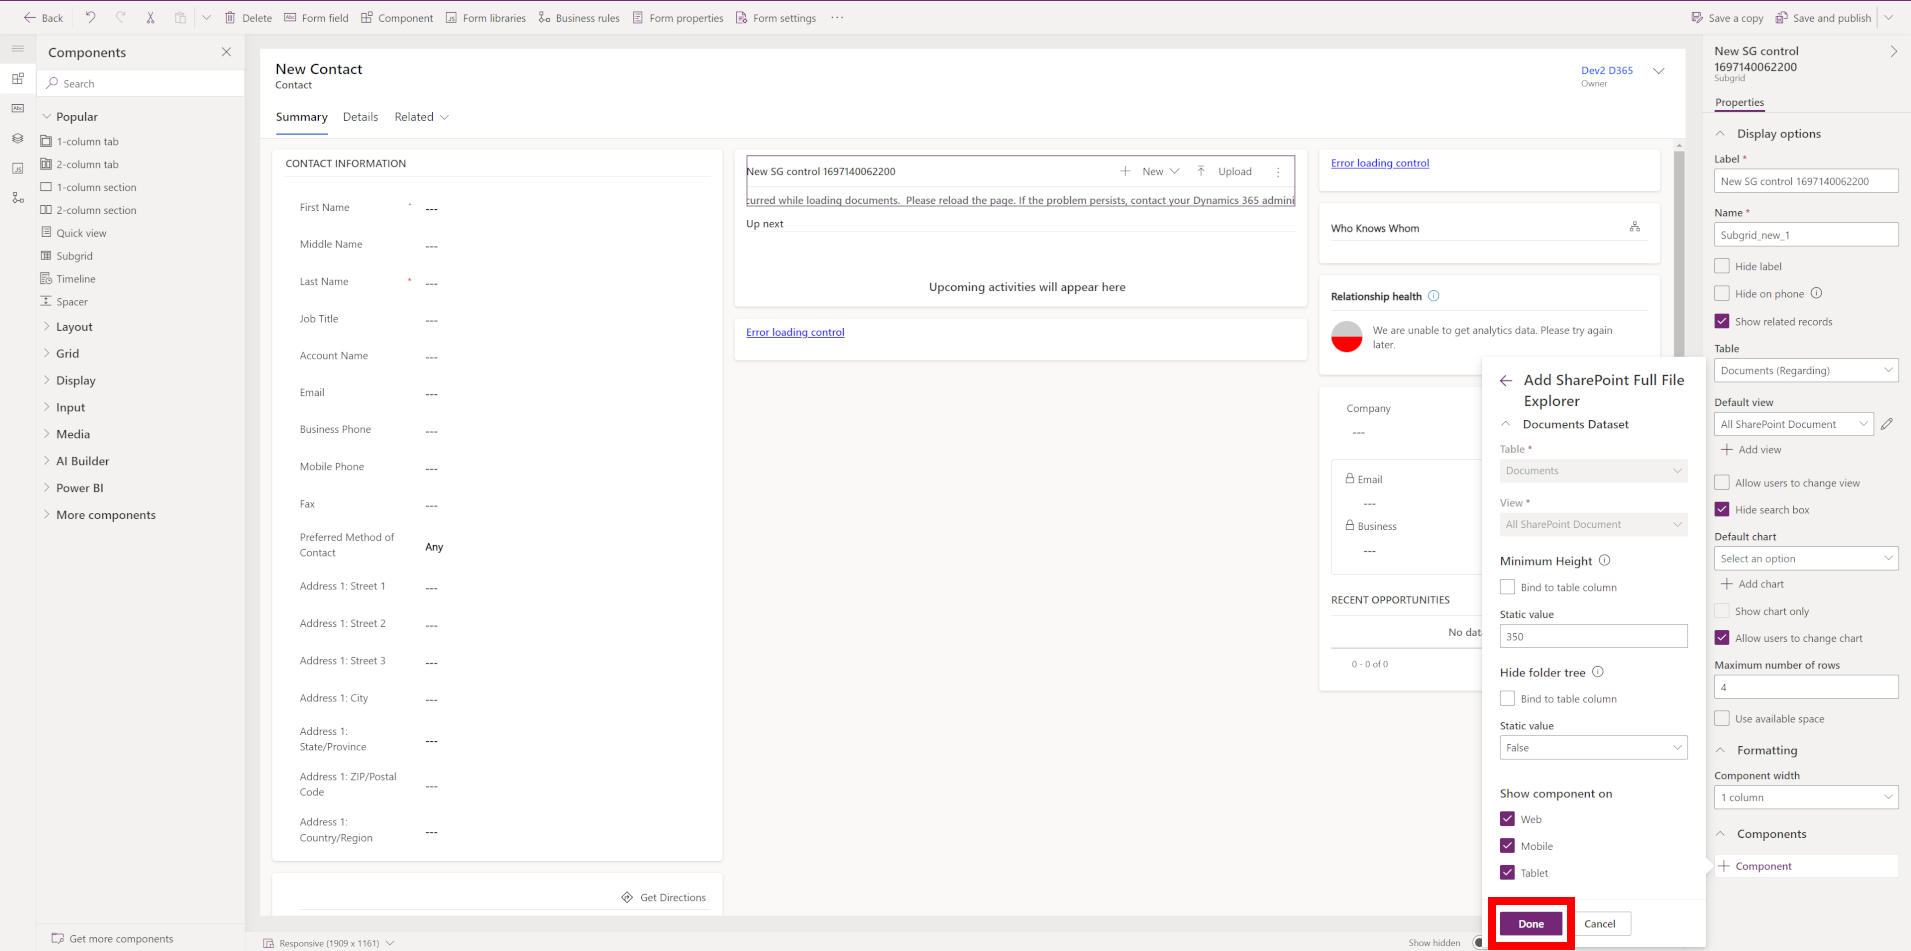 Back
Delete
Form field
Component
Form libraries
Business rules
Form properties
Form settings
Save a copy
Save and publish
Components
Search
Popular
1-column tab
2-column tab
1-column section
2-column section
Quick view
Subgrid
Timeline
Spacer
Layout
Grid
Display
Input
Media
AI Builder
Power BI
More components
Get more components
New Contact
Contact
Dev2 D365
Owner
Summary
Details
Related
CONTACT INFORMATION
First Name * ---
Middle Name ---
Last Name * ---
Job Title ---
Account Name ---
Email ---
Business Phone ---
Mobile Phone ---
Fax ---
Preferred Method of
Contact
Any
Address 1: Street 1 ---
Address 1: Street 2 ---
Address 1: Street 3 ---
Address 1: City ---
Address 1:
State/Province
---
Address 1: ZIP/Postal
Code
---
Address 1:
Country/Region
---
Get Directions
New SG control 1697140062200
New
Upload
curred while loading documents. Please reload the page. If the problem persists, contact your Dynamics 365 admini
Up next
Upcoming activities will appear here
Error loading control
Error loading control
Who Knows Whom
Relationship health
We are unable to get analytics data. Please try again
later.
Company
---
Email
---
Business
---
RECENT OPPORTUNITIES
No data
0 - 0 of 0
Responsive (1909 x 1161)
Show hidden
Add SharePoint Full File
Explorer
Documents Dataset
Table *
Documents
View *
All SharePoint Document
Minimum Height
Bind to table column
Static value
350
Hide folder tree
Bind to table column
Static value
False
Show component on
Web
Mobile
Tablet
Done
Cancel
New SG control
1697140062200
Subgrid
Properties
Display options
Label *
New SG control 1697140062200
Name *
Subgrid_new_1
Hide label
Hide on phone
Show related records
Table
Documents (Regarding)
Default view
All SharePoint Document
Add view
Allow users to change view
Hide search box
Default chart
Select an option
Add chart
Show chart only
Allow users to change chart
Maximum number of rows
4
Use available space
Formatting
Component width
1 column
Components
Component